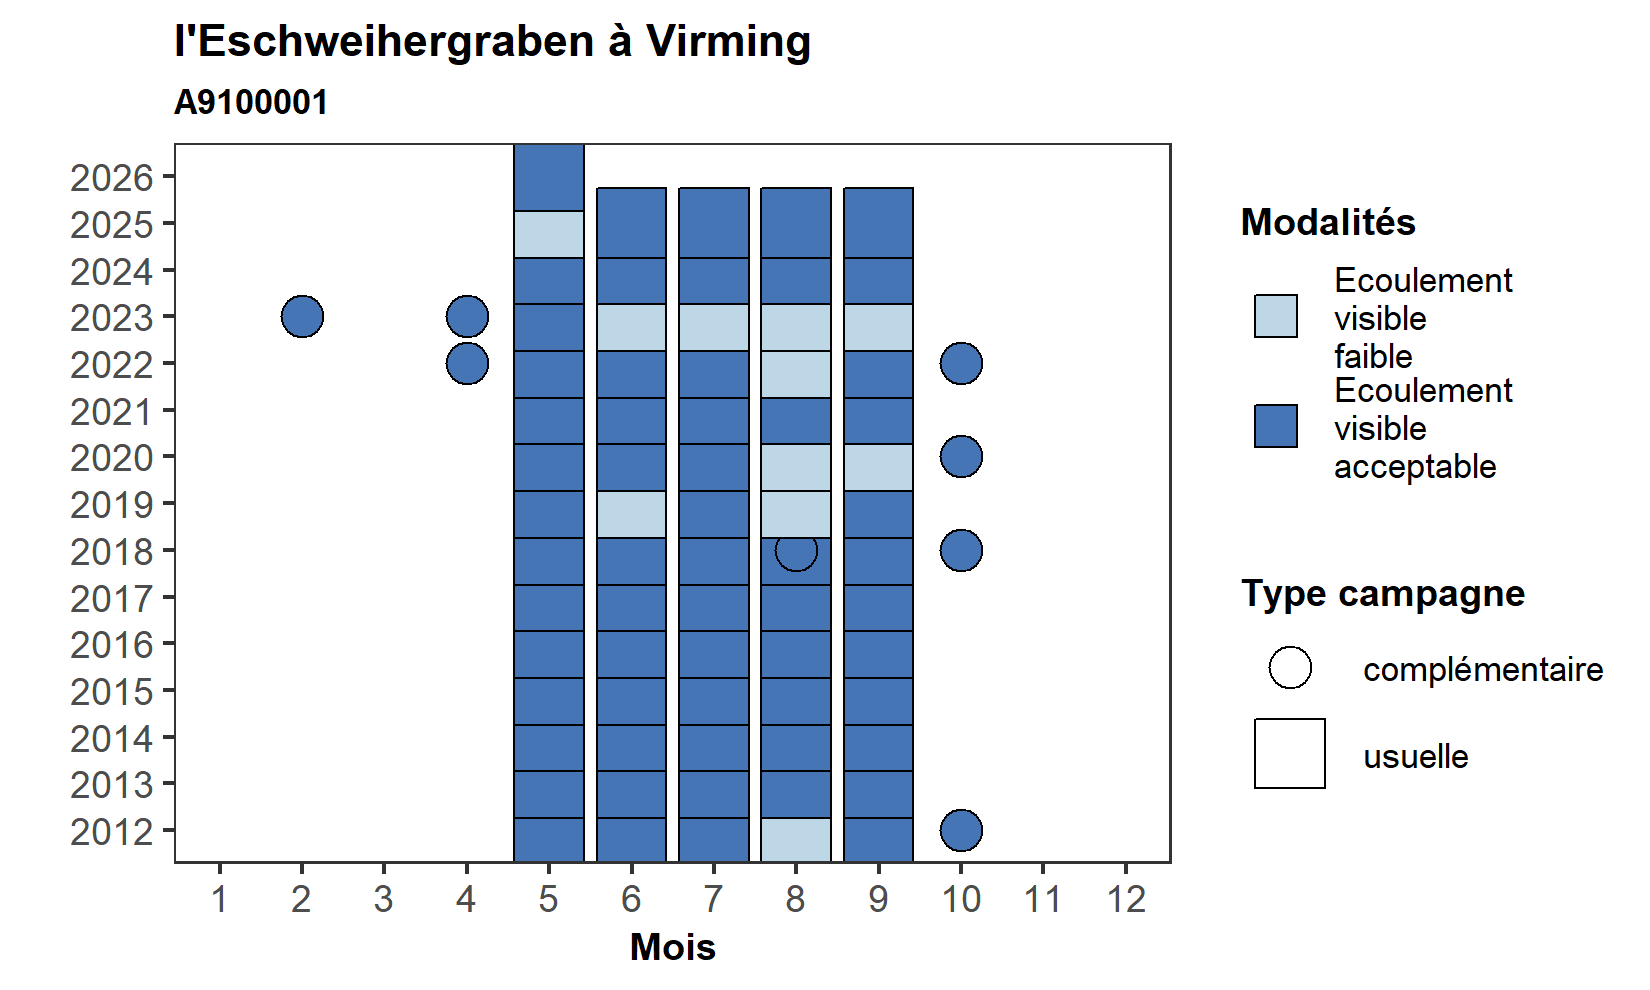 l'Eschweihergraben à Virming
A9100001
2026
2025
2024
2023
2022
2021
2020
2019
2018
2017
2016
2015
2014
2013
2012
1 2 3 4 5 6 7 8 9 10 11 12
Mois
Modalités
Ecoulement
visible
faible
Ecoulement
visible
acceptable
Type campagne
complémentaire
usuelle